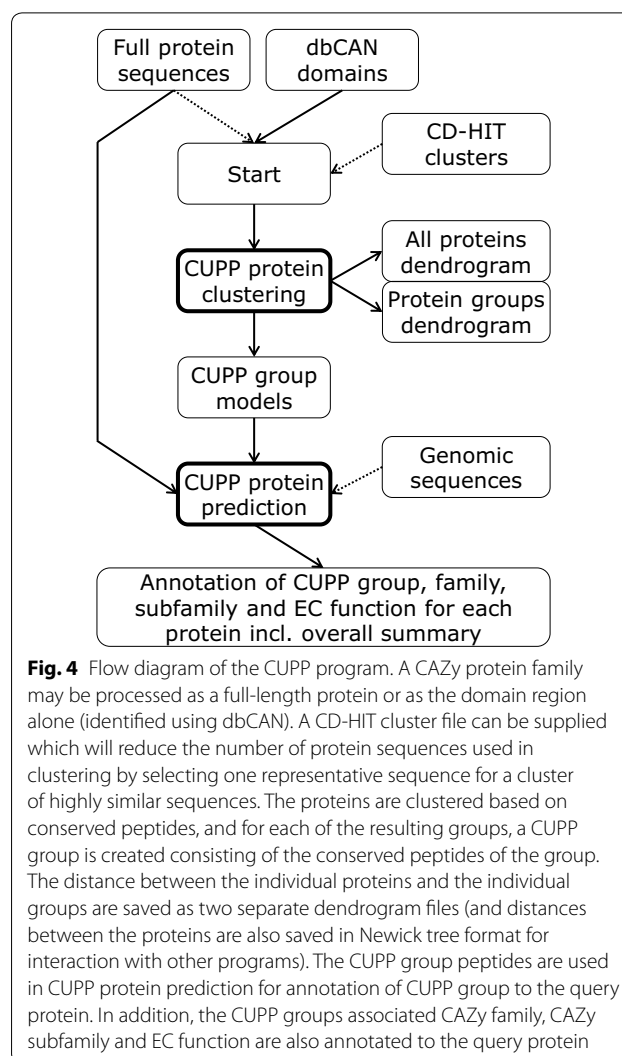 Full protein
sequences
dbCAN
domains
CD-HIT
clusters
Start
All proteins
dendrogram
CUPP protein
clustering
Protein groups
dendrogram
CUPP group
models
Genomic
sequences
CUPP protein
prediction
Annotation of CUPP group, family,
subfamily and EC function for each
protein incl. overall summary
Fig. 4 Flow diagram of the CUPP program. A CAZy protein family
may be processed as a full-length protein or as the domain region
alone (identified using dbCAN). A CD-HIT cluster file can be supplied
which will reduce the number of protein sequences used in
clustering by selecting one representative sequence for a cluster
of highly similar sequences. The proteins are clustered based on
conserved peptides, and for each of the resulting groups, a CUPP
group is created consisting of the conserved peptides of the group.
The distance between the individual proteins and the individual
groups are saved as two separate dendrogram files (and distances
between the proteins are also saved in Newick tree format for
interaction with other programs). The CUPP group peptides are used
in CUPP protein prediction for annotation of CUPP group to the query
protein. In addition, the CUPP groups associated CAZy family, CAZy
subfamily and EC function are also annotated to the query protein